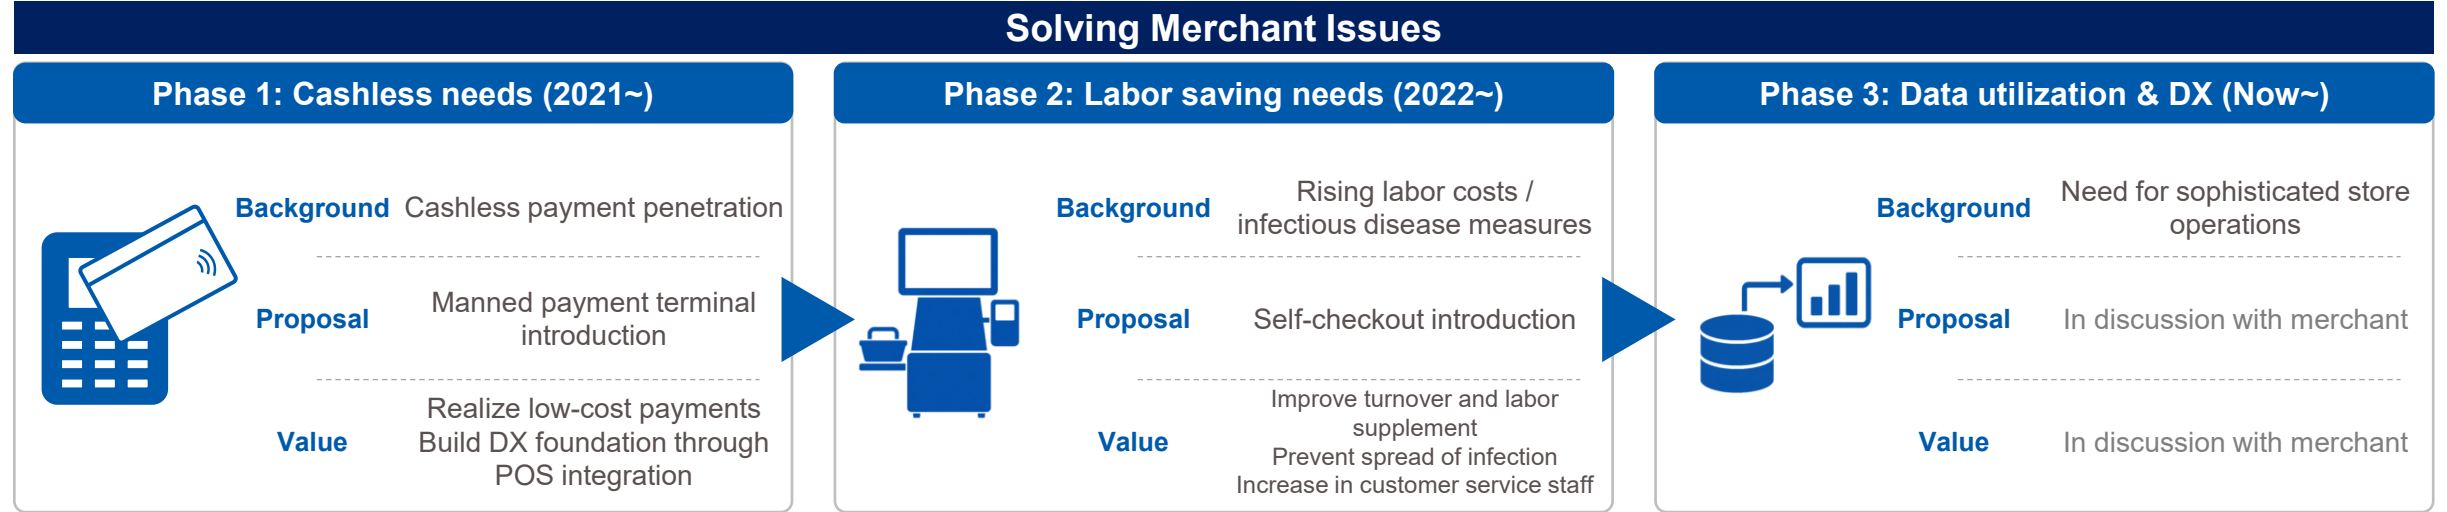 Solving Merchant Issues
Phase 1: Cashless needs (2021~)
Background
Cashless payment penetration
Proposal
Manned payment terminal
introduction
Value
Realize low-cost payments
Build DX foundation through
POS integration
Phase 2: Labor saving needs (2022~)
Background
Rising labor costs /
infectious disease measures
Proposal
Self-checkout introduction
Value
Improve turnover and labor
supplement
Prevent spread of infection
Increase in customer service staff
Phase 3: Data utilization & DX (Now~)
Background
Need for sophisticated store
operations
Proposal
In discussion with merchant
Value
In discussion with merchant